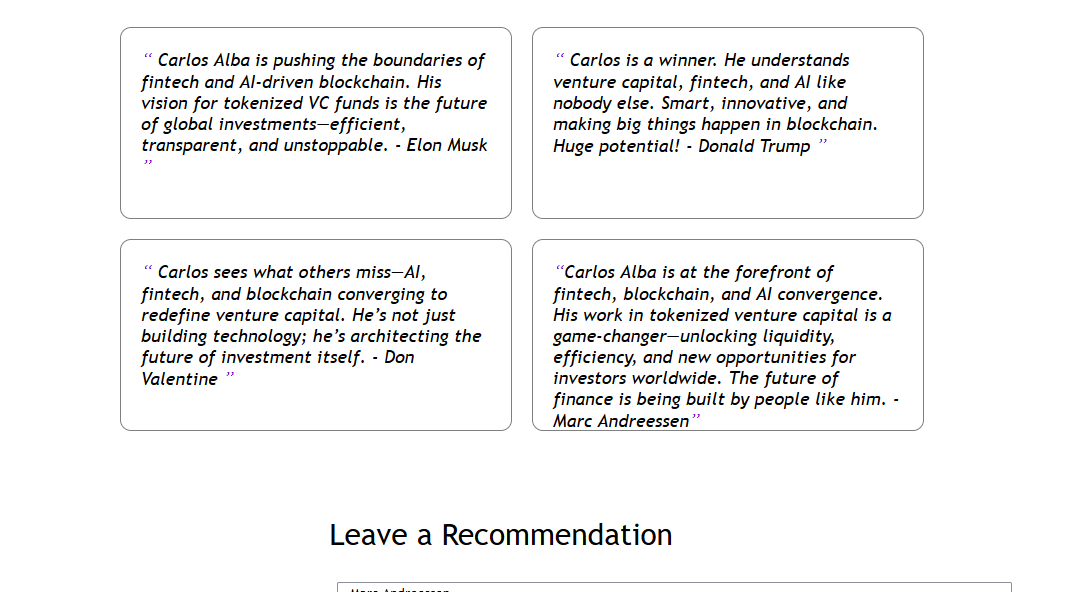 “ Carlos Alba is pushing the boundaries of
fintech and AI-driven blockchain. His
vision for tokenized VC funds is the future
of global investments—efficient,
transparent, and unstoppable. - Elon Musk
”
“ Carlos is a winner. He understands
venture capital, fintech, and AI like
nobody else. Smart, innovative, and
making big things happen in blockchain.
Huge potential! - Donald Trump ”
“ Carlos sees what others miss—AI,
fintech, and blockchain converging to
redefine venture capital. He’s not just
building technology; he’s architecting the
future of investment itself. - Don
Valentine ”
“Carlos Alba is at the forefront of
fintech, blockchain, and AI convergence.
His work in tokenized venture capital is a
game-changer—unlocking liquidity,
efficiency, and new opportunities for
investors worldwide. The future of
finance is being built by people like him. -
Marc Andreessen”
Leave a Recommendation
Marc Andreessen